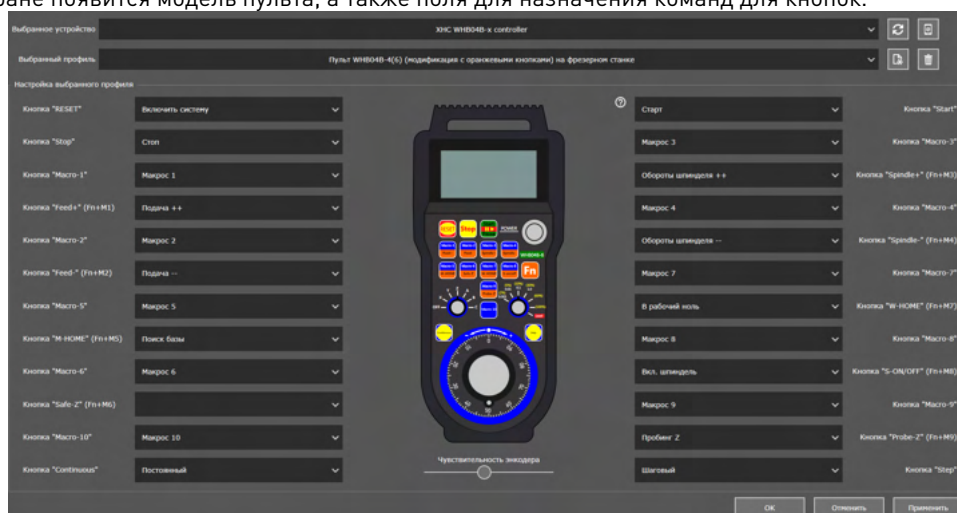 ране появится модель пульта, а также поля для назначения команд для кнопок.
Выбранное устройство XHC WHB04B-x controller
Выбранный профиль Пульт WHB04B-4(6) (модификация с оранжевыми кнопками) на фрезерном станке
Настройка выбранного профиля
Кнопка "RESET" Включить систему Старт Кнопка "Start"
Кнопка "Stop" Стоп Макрос 3 Кнопка "Macro-3"
Кнопка "Macro-1" Макрос 1 Обороты шпинделя ++ Кнопка "Spindle+" (Fn+M3)
Кнопка "Feed+" (Fn+M1) Подача ++ Макрос 4 Кнопка "Macro-4"
Кнопка "Macro-2" Макрос 2 Обороты шпинделя -- Кнопка "Spindle-" (Fn+M4)
Кнопка "Feed-" (Fn+M2) Подача -- Макрос 7 Кнопка "Macro-7"
Кнопка "Macro-5" Макрос 5 В рабочий ноль Кнопка "W-HOME" (Fn+M7)
Кнопка "M-HOME" (Fn+M5) Поиск базы Макрос 8 Кнопка "Macro-8"
Кнопка "Macro-6" Макрос 6 Вкл. шпиндель Кнопка "S-ON/OFF" (Fn+M8)
Кнопка "Safe-Z" (Fn+M6) Макрос 9 Кнопка "Macro-9"
Кнопка "Macro-10" Макрос 10 Пробинг Z Кнопка "Probe-Z" (Fn+M9)
Кнопка "Continuous" Постоянный Шаговый Кнопка "Step"
RESET Stop POWER
Fn
OFF
Чувствительность энкодера
ОК Отменить Применить